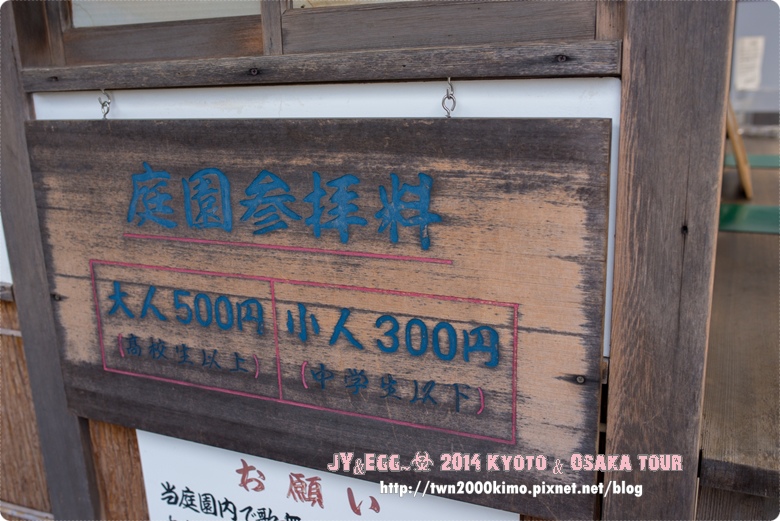 庭園参拝料
大人500円
(高校生以上)
小人300円
(中学生以下)
お願い
当庭園内で歌
JY&EGG~ 2014 KYOTO & OSAKA TOUR
http://twn2000kimo.pixnet.net/blog